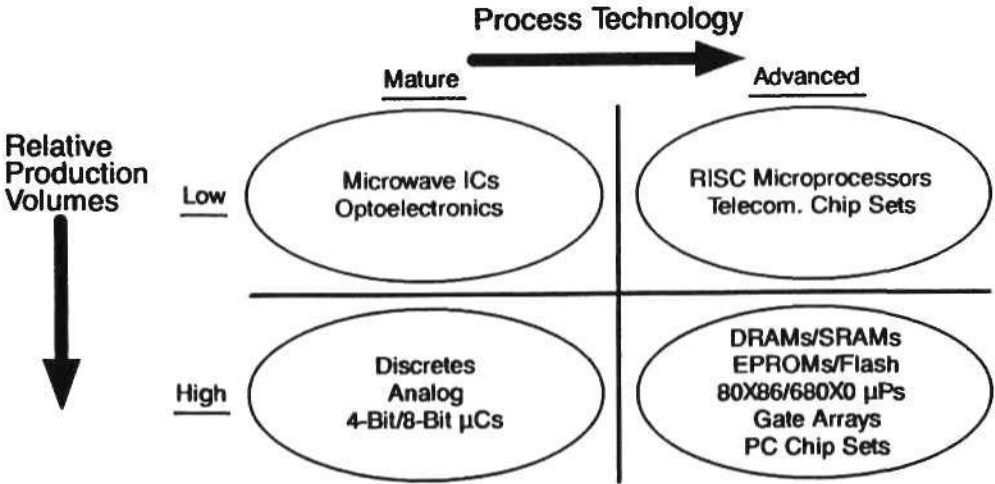 Process Technology
Mature
Advanced
Relative
Production
Volumes
Low
Microwave ICs
Optoelectronics
RISC Microprocessors
Telecom. Chip Sets
High
Discretes
Analog
4-Bit/8-Bit µCs
DRAMs/SRAMs
EPROMs/Flash
80X86/680X0 µPs
Gate Arrays
PC Chip Sets